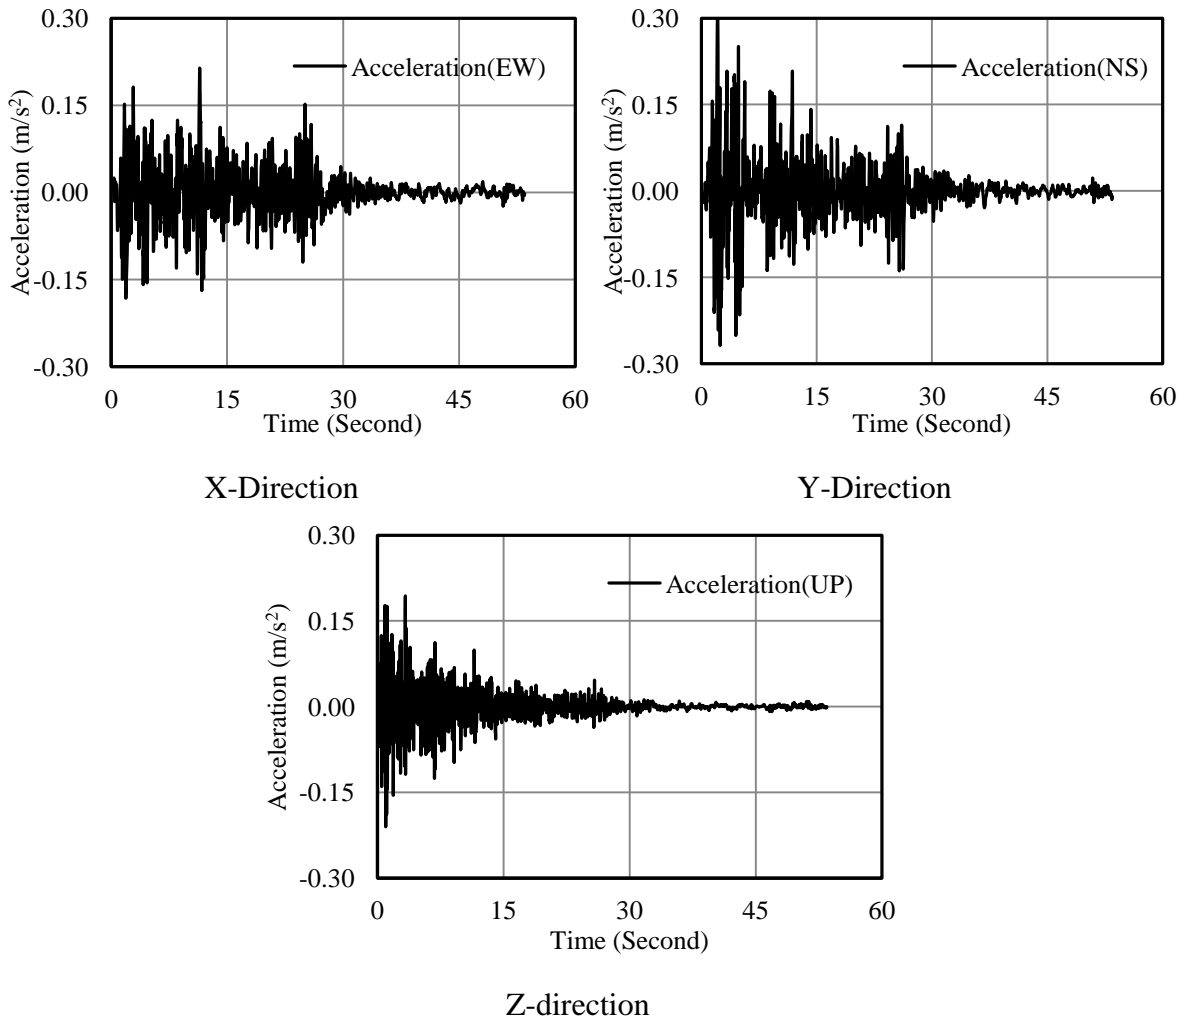 0.30
0.15
0.00
-0.15
-0.30
Acceleration (m/s²)
Acceleration(EW)
0 15 30 45 60
Time (Second)
X-Direction
0.30
0.15
0.00
-0.15
-0.30
Acceleration (m/s²)
Acceleration(NS)
0 15 30 45 60
Time (Second)
Y-Direction
0.30
0.15
0.00
-0.15
-0.30
Acceleration (m/s²)
Acceleration(UP)
0 15 30 45 60
Time (Second)
Z-direction